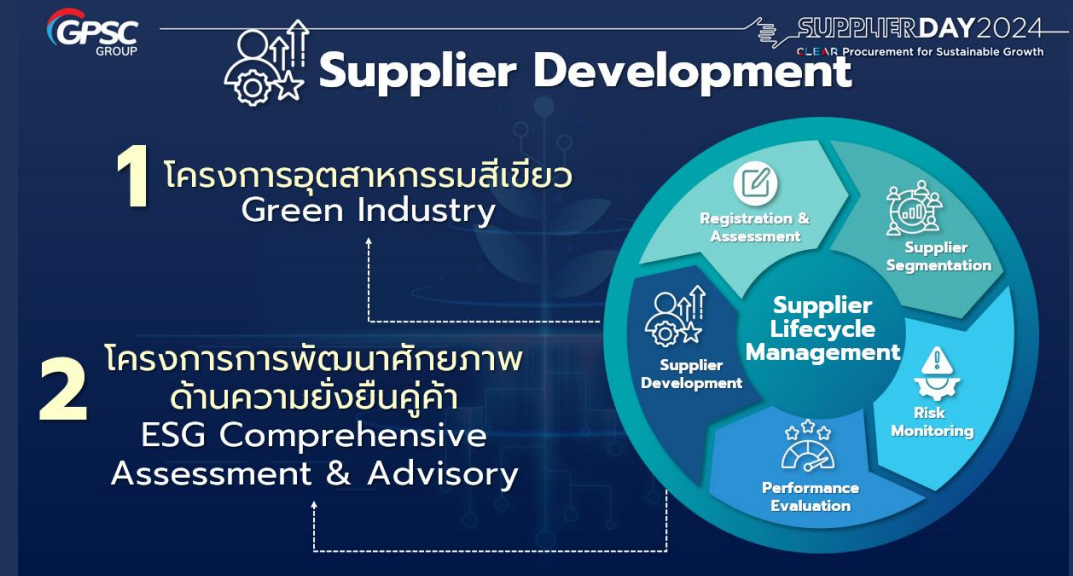 GPSC
GROUP
SUPPLIERDAY2024
CLEAR Procurement for Sustainable Growth
Supplier Development
1
โครงการอุตสาหกรรมสีเขียว
Green Industry
2
โครงการการพัฒนาศักยภาพ
ด้านความยั่งยืนคู่ค้า
ESG Comprehensive
Assessment & Advisory
Registration &
Assessment
Supplier
Segmentation
Supplier
Lifecycle
Management
Supplier
Development
Risk
Monitoring
Performance
Evaluation